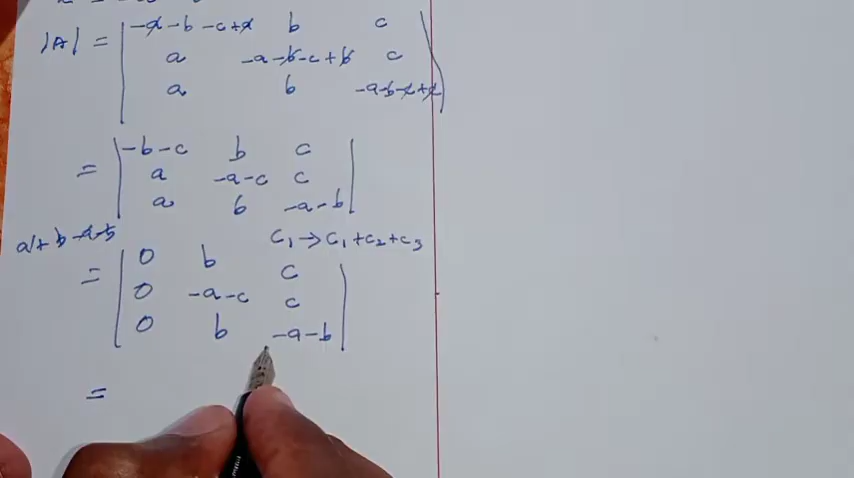 |A| = | -a-b-c+a b c
a -a-b-c+b c
a b -a-b-c+c |
= | -b-c b c
a -a-c c
a b -a-b |
a+b-a-b C₁→C₁+C₂+C₃
= | 0 b c
0 -a-c c
0 b -a-b |
=